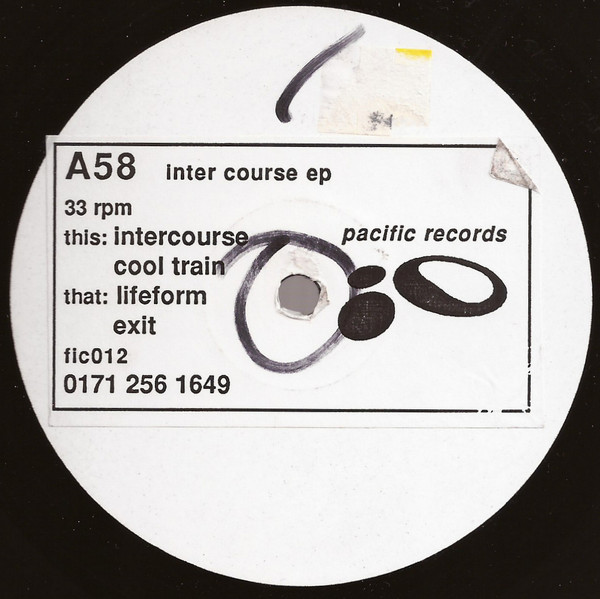 #4
A58 inter course ep
33 rpm
this: intercourse
pacific records
cool train
that: lifeform
exit
fic012
0171 256 1649